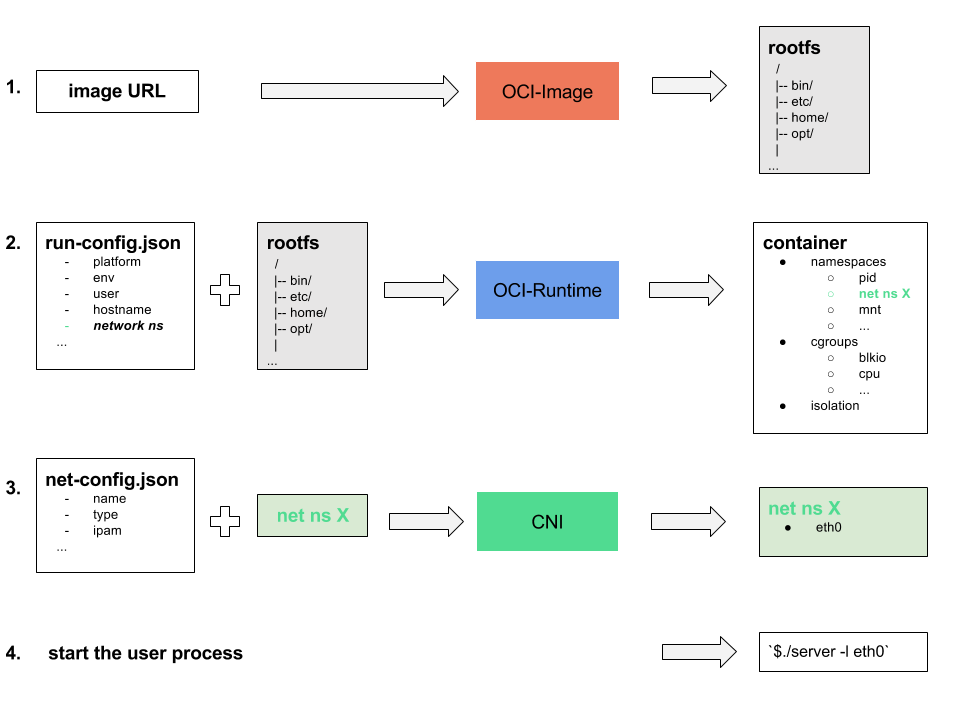 1.
image URL
OCI-Image
rootfs
/
|-- bin/
|-- etc/
|-- home/
|-- opt/
|
...
2.
run-config.json
- platform
- env
- user
- hostname
- network ns
...
rootfs
/
|-- bin/
|-- etc/
|-- home/
|-- opt/
|
...
OCI-Runtime
container
● namespaces
○ pid
○ net ns X
○ mnt
○ ...
● cgroups
○ blkio
○ cpu
○ ...
● isolation
3.
net-config.json
- name
- type
- ipam
...
net ns X
CNI
net ns X
● eth0
4. start the user process
`$./server -l eth0`